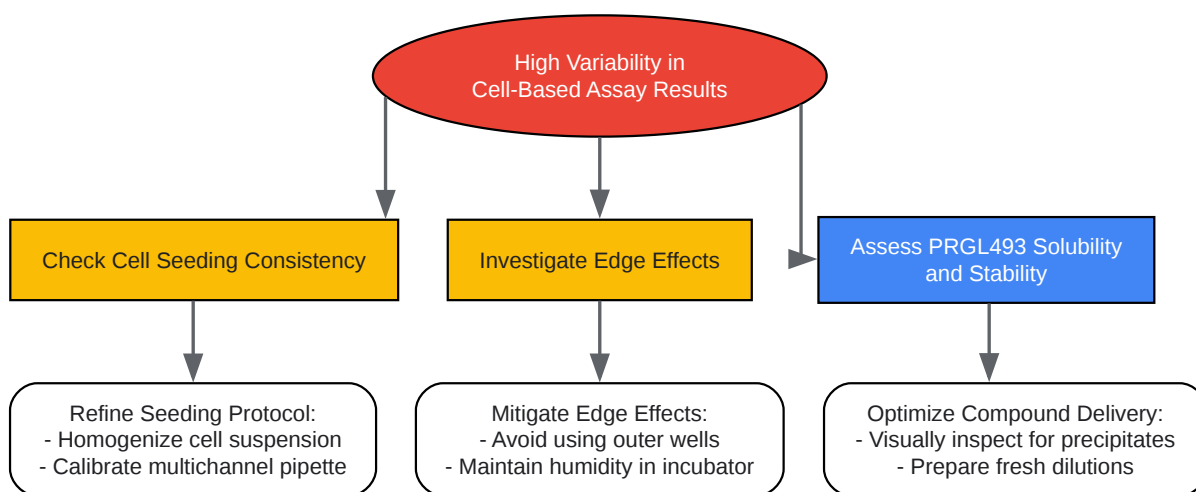 High Variability in
Cell-Based Assay Results
Check Cell Seeding Consistency
Investigate Edge Effects
Assess PRGL493 Solubility
and Stability
Refine Seeding Protocol:
- Homogenize cell suspension
- Calibrate multichannel pipette
Mitigate Edge Effects:
- Avoid using outer wells
- Maintain humidity in incubator
Optimize Compound Delivery:
- Visually inspect for precipitates
- Prepare fresh dilutions